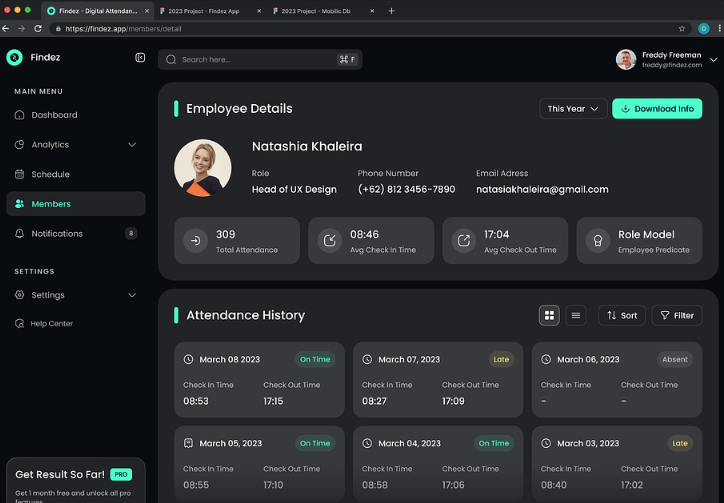 Findez - Digital Attendan...
2023 Project - Findez App
2023 Project - Mobilic Db
https://findez.app/members/detail
D
Findez
Search here...
⌘ F
Freddy Freeman
freddy@findez.com
MAIN MENU
Dashboard
Analytics
Schedule
Members
Notifications
8
SETTINGS
Settings
Help Center
Get Result So Far! PRO
Get 1 month free and unlock all pro
features
Employee Details
This Year
Download Info
Natashia Khaleira
Role
Head of UX Design
Phone Number
(+62) 812 3456-7890
Email Adress
natasiakhaleira@gmail.com
309
Total Attendance
08:46
Avg Check In Time
17:04
Avg Check Out Time
Role Model
Employee Predicate
Attendance History
Sort
Filter
March 08 2023
On Time
Check In Time
Check Out Time
08:53
17:15
March 07, 2023
Late
Check In Time
Check Out Time
08:27
17:09
March 06, 2023
Absent
Check In Time
Check Out Time
-
-
March 05, 2023
On Time
Check In Time
Check Out Time
08:55
17:10
March 04, 2023
On Time
Check In Time
Check Out Time
08:58
17:06
March 03, 2023
Late
Check In Time
Check Out Time
08:40
17:02